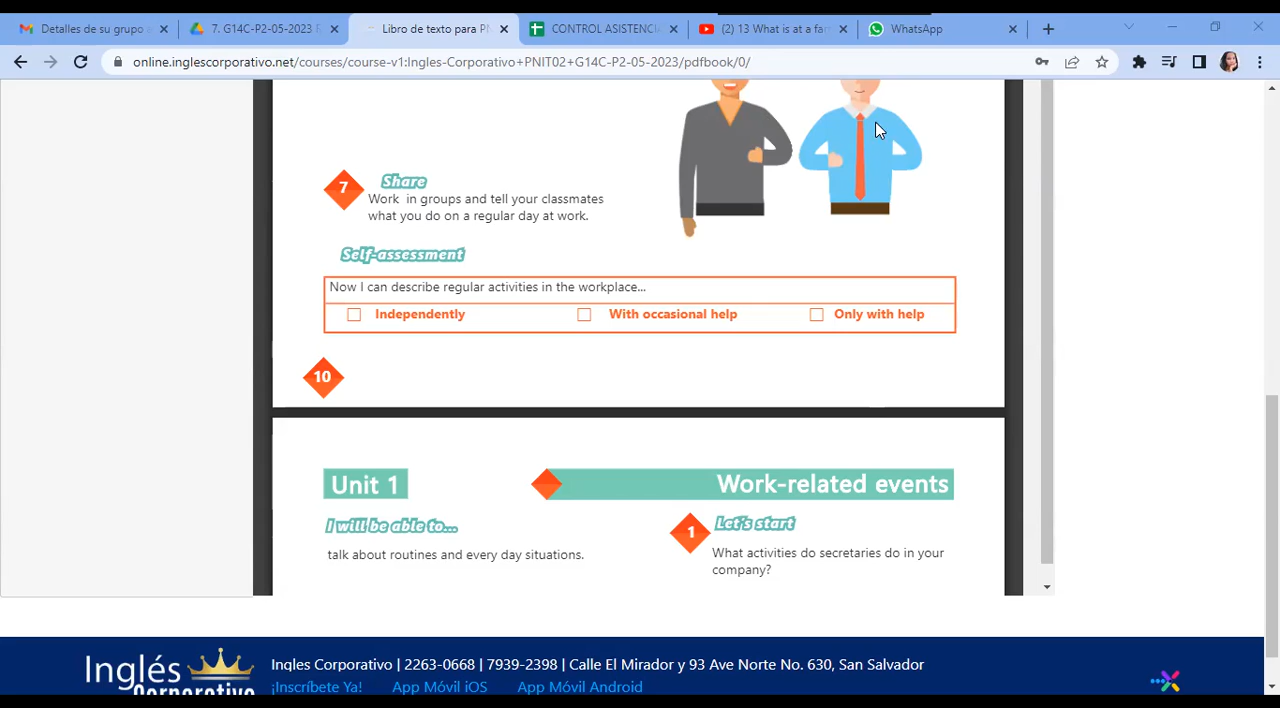 Detalles de su grupo a
7. G14C-P2-05-2023
Libro de texto para PN
CONTROL ASISTENCI
(2) 13 What is at a fam
WhatsApp
online.inglescorporativo.net/courses/course-v1:Ingles-Corporativo+PNIT02+G14C-P2-05-2023/pdfbook/0/
7 Share
Work in groups and tell your classmates
what you do on a regular day at work.
Self-assessment
Now I can describe regular activities in the workplace...
Independently
With occasional help
Only with help
10
Unit 1
Work-related events
I will be able to...
talk about routines and every day situations.
1 Let's start
What activities do secretaries do in your
company?
Inglés
Corporativo
Ingles Corporativo | 2263-0668 | 7939-2398 | Calle El Mirador y 93 Ave Norte No. 630, San Salvador
¡Inscríbete Ya!
App Móvil iOS
App Móvil Android